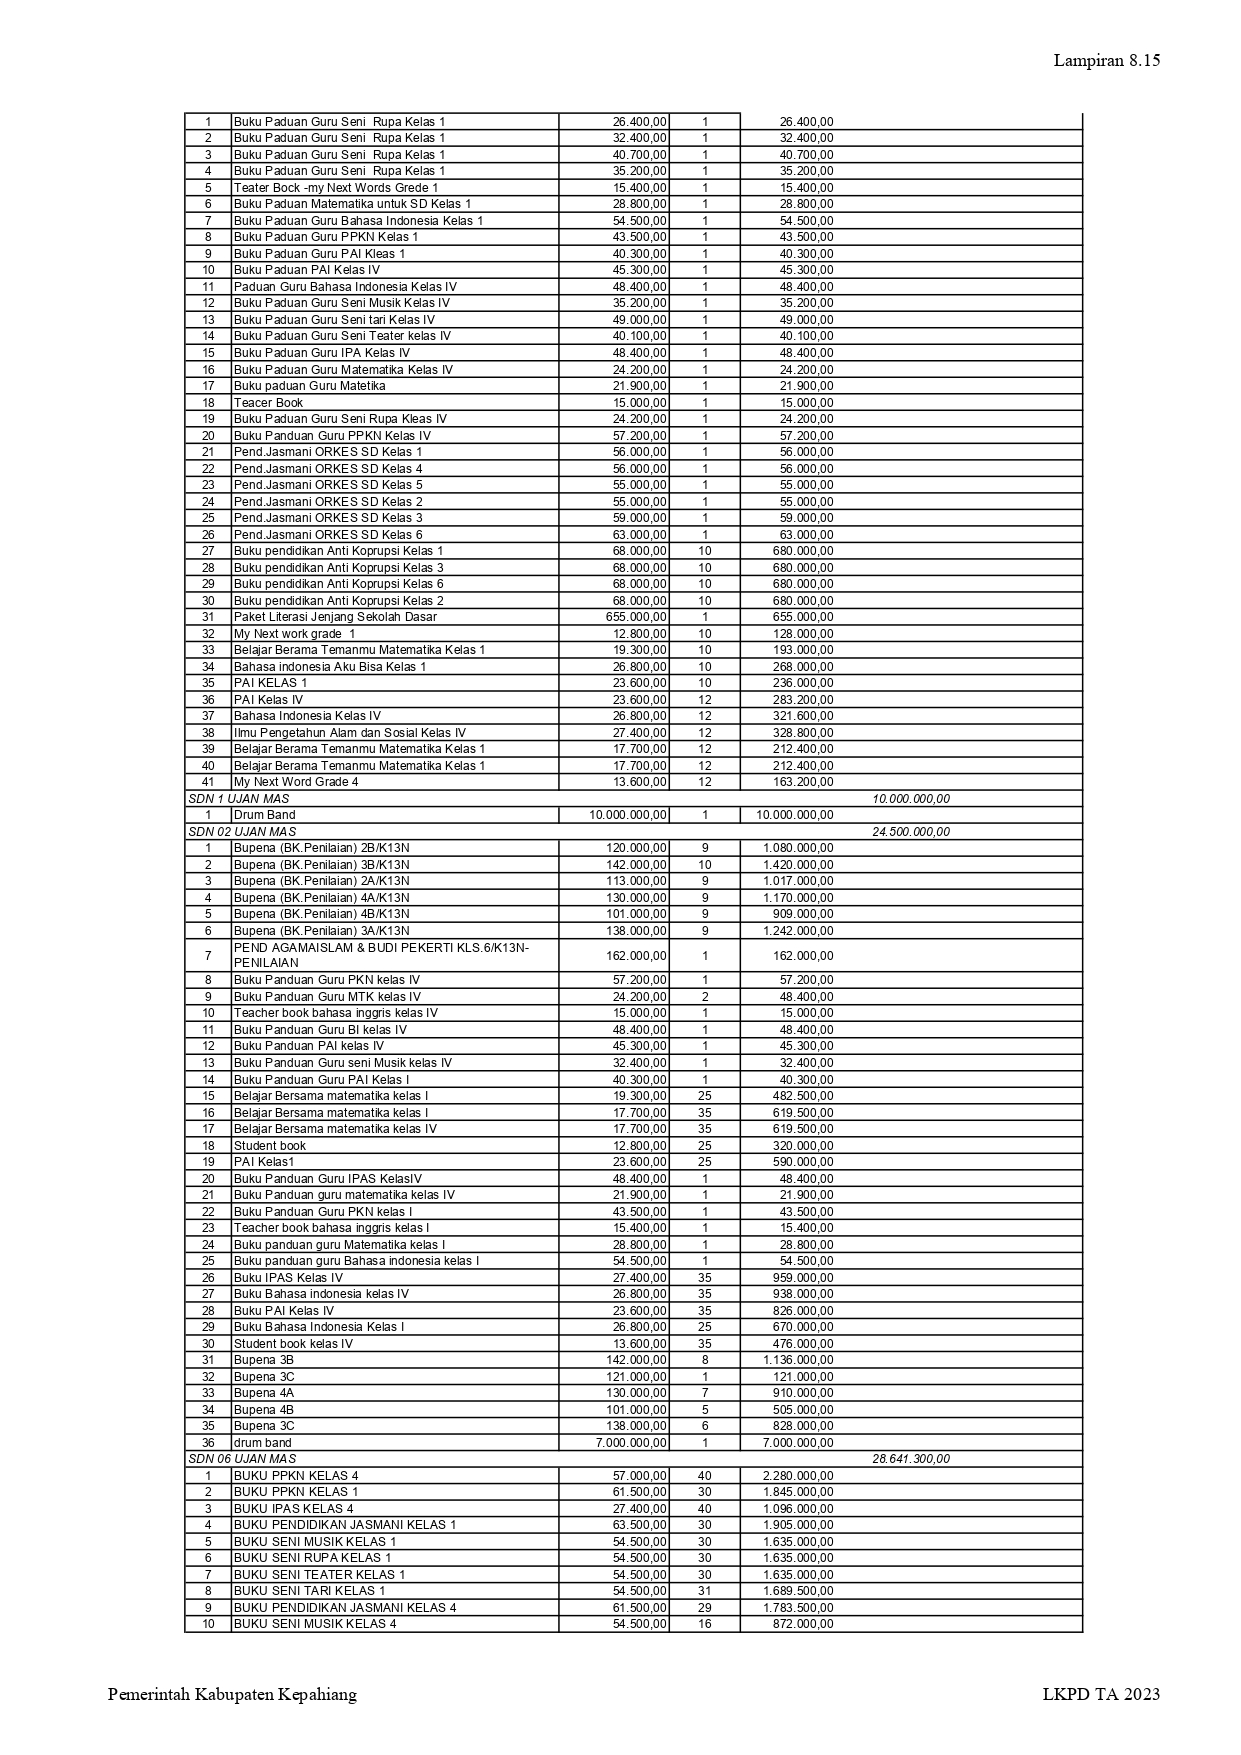 Lampiran 8.15
1 Buku Paduan Guru Seni Rupa Kelas 1 26.400,00 1 26.400,00
2 Buku Paduan Guru Seni Rupa Kelas 1 32.400,00 1 32.400,00
3 Buku Paduan Guru Seni Rupa Kelas 1 40.700,00 1 40.700,00
4 Buku Paduan Guru Seni Rupa Kelas 1 35.200,00 1 35.200,00
5 Teater Bock -my Next Words Grede 1 15.400,00 1 15.400,00
6 Buku Paduan Matematika untuk SD Kelas 1 28.800,00 1 28.800,00
7 Buku Paduan Guru Bahasa Indonesia Kelas 1 54.500,00 1 54.500,00
8 Buku Paduan Guru PPKN Kelas 1 43.500,00 1 43.500,00
9 Buku Paduan Guru PAI Kleas 1 40.300,00 1 40.300,00
10 Buku Paduan PAI Kelas IV 45.300,00 1 45.300,00
11 Paduan Guru Bahasa Indonesia Kelas IV 48.400,00 1 48.400,00
12 Buku Paduan Guru Seni Musik Kelas IV 35.200,00 1 35.200,00
13 Buku Paduan Guru Seni tari Kelas IV 49.000,00 1 49.000,00
14 Buku Paduan Guru Seni Teater kelas IV 40.100,00 1 40.100,00
15 Buku Paduan Guru IPA Kelas IV 48.400,00 1 48.400,00
16 Buku Paduan Guru Matematika Kelas IV 24.200,00 1 24.200,00
17 Buku paduan Guru Matetika 21.900,00 1 21.900,00
18 Teacer Book 15.000,00 1 15.000,00
19 Buku Paduan Guru Seni Rupa Kleas IV 24.200,00 1 24.200,00
20 Buku Panduan Guru PPKN Kelas IV 57.200,00 1 57.200,00
21 Pend.Jasmani ORKES SD Kelas 1 56.000,00 1 56.000,00
22 Pend.Jasmani ORKES SD Kelas 4 56.000,00 1 56.000,00
23 Pend.Jasmani ORKES SD Kelas 5 55.000,00 1 55.000,00
24 Pend.Jasmani ORKES SD Kelas 2 55.000,00 1 55.000,00
25 Pend.Jasmani ORKES SD Kelas 3 59.000,00 1 59.000,00
26 Pend.Jasmani ORKES SD Kelas 6 63.000,00 1 63.000,00
27 Buku pendidikan Anti Koprupsi Kelas 1 68.000,00 10 680.000,00
28 Buku pendidikan Anti Koprupsi Kelas 3 68.000,00 10 680.000,00
29 Buku pendidikan Anti Koprupsi Kelas 6 68.000,00 10 680.000,00
30 Buku pendidikan Anti Koprupsi Kelas 2 68.000,00 10 680.000,00
31 Paket Literasi Jenjang Sekolah Dasar 655.000,00 1 655.000,00
32 My Next work grade 1 12.800,00 10 128.000,00
33 Belajar Berama Temanmu Matematika Kelas 1 19.300,00 10 193.000,00
34 Bahasa indonesia Aku Bisa Kelas 1 26.800,00 10 268.000,00
35 PAI KELAS 1 23.600,00 10 236.000,00
36 PAI Kelas IV 23.600,00 12 283.200,00
37 Bahasa Indonesia Kelas IV 26.800,00 12 321.600,00
38 Ilmu Pengetahun Alam dan Sosial Kelas IV 27.400,00 12 328.800,00
39 Belajar Berama Temanmu Matematika Kelas 1 17.700,00 12 212.400,00
40 Belajar Berama Temanmu Matematika Kelas 1 17.700,00 12 212.400,00
41 My Next Word Grade 4 13.600,00 12 163.200,00
SDN 1 UJAN MAS 10.000.000,00
1 Drum Band 10.000.000,00 1 10.000.000,00
SDN 02 UJAN MAS 24.500.000,00
1 Bupena (BK.Penilaian) 2B/K13N 120.000,00 9 1.080.000,00
2 Bupena (BK.Penilaian) 3B/K13N 142.000,00 10 1.420.000,00
3 Bupena (BK.Penilaian) 2A/K13N 113.000,00 9 1.017.000,00
4 Bupena (BK.Penilaian) 4A/K13N 130.000,00 9 1.170.000,00
5 Bupena (BK.Penilaian) 4B/K13N 101.000,00 9 909.000,00
6 Bupena (BK.Penilaian) 3A/K13N 138.000,00 9 1.242.000,00
7 PEND AGAMAISLAM & BUDI PEKERTI KLS.6/K13N- 162.000,00 1 162.000,00
PENILAIAN
8 Buku Panduan Guru PKN kelas IV 57.200,00 1 57.200,00
9 Buku Panduan Guru MTK kelas IV 24.200,00 2 48.400,00
10 Teacher book bahasa inggris kelas IV 15.000,00 1 15.000,00
11 Buku Panduan Guru BI kelas IV 48.400,00 1 48.400,00
12 Buku Panduan PAI kelas IV 45.300,00 1 45.300,00
13 Buku Panduan Guru seni Musik kelas IV 32.400,00 1 32.400,00
14 Buku Panduan Guru PAI Kelas I 40.300,00 1 40.300,00
15 Belajar Bersama matematika kelas I 19.300,00 25 482.500,00
16 Belajar Bersama matematika kelas I 17.700,00 35 619.500,00
17 Belajar Bersama matematika kelas IV 17.700,00 35 619.500,00
18 Student book 12.800,00 25 320.000,00
19 PAI Kelas1 23.600,00 25 590.000,00
20 Buku Panduan Guru IPAS KelasIV 48.400,00 1 48.400,00
21 Buku Panduan guru matematika kelas IV 21.900,00 1 21.900,00
22 Buku Panduan Guru PKN kelas I 43.500,00 1 43.500,00
23 Teacher book bahasa inggris kelas I 15.400,00 1 15.400,00
24 Buku panduan guru Matematika kelas I 28.800,00 1 28.800,00
25 Buku panduan guru Bahasa indonesia kelas I 54.500,00 1 54.500,00
26 Buku IPAS Kelas IV 27.400,00 35 959.000,00
27 Buku Bahasa indonesia kelas IV 26.800,00 35 938.000,00
28 Buku PAI Kelas IV 23.600,00 35 826.000,00
29 Buku Bahasa Indonesia Kelas I 26.800,00 25 670.000,00
30 Student book kelas IV 13.600,00 35 476.000,00
31 Bupena 3B 142.000,00 8 1.136.000,00
32 Bupena 3C 121.000,00 1 121.000,00
33 Bupena 4A 130.000,00 7 910.000,00
34 Bupena 4B 101.000,00 5 505.000,00
35 Bupena 3C 138.000,00 6 828.000,00
36 drum band 7.000.000,00 1 7.000.000,00
SDN 06 UJAN MAS 28.641.300,00
1 BUKU PPKN KELAS 4 57.000,00 40 2.280.000,00
2 BUKU PPKN KELAS 1 61.500,00 30 1.845.000,00
3 BUKU IPAS KELAS 4 27.400,00 40 1.096.000,00
4 BUKU PENDIDIKAN JASMANI KELAS 1 63.500,00 30 1.905.000,00
5 BUKU SENI MUSIK KELAS 1 54.500,00 30 1.635.000,00
6 BUKU SENI RUPA KELAS 1 54.500,00 30 1.635.000,00
7 BUKU SENI TEATER KELAS 1 54.500,00 30 1.635.000,00
8 BUKU SENI TARI KELAS 1 54.500,00 31 1.689.500,00
9 BUKU PENDIDIKAN JASMANI KELAS 4 61.500,00 29 1.783.500,00
10 BUKU SENI MUSIK KELAS 4 54.500,00 16 872.000,00
Pemerintah Kabupaten Kepahiang LKPD TA 2023